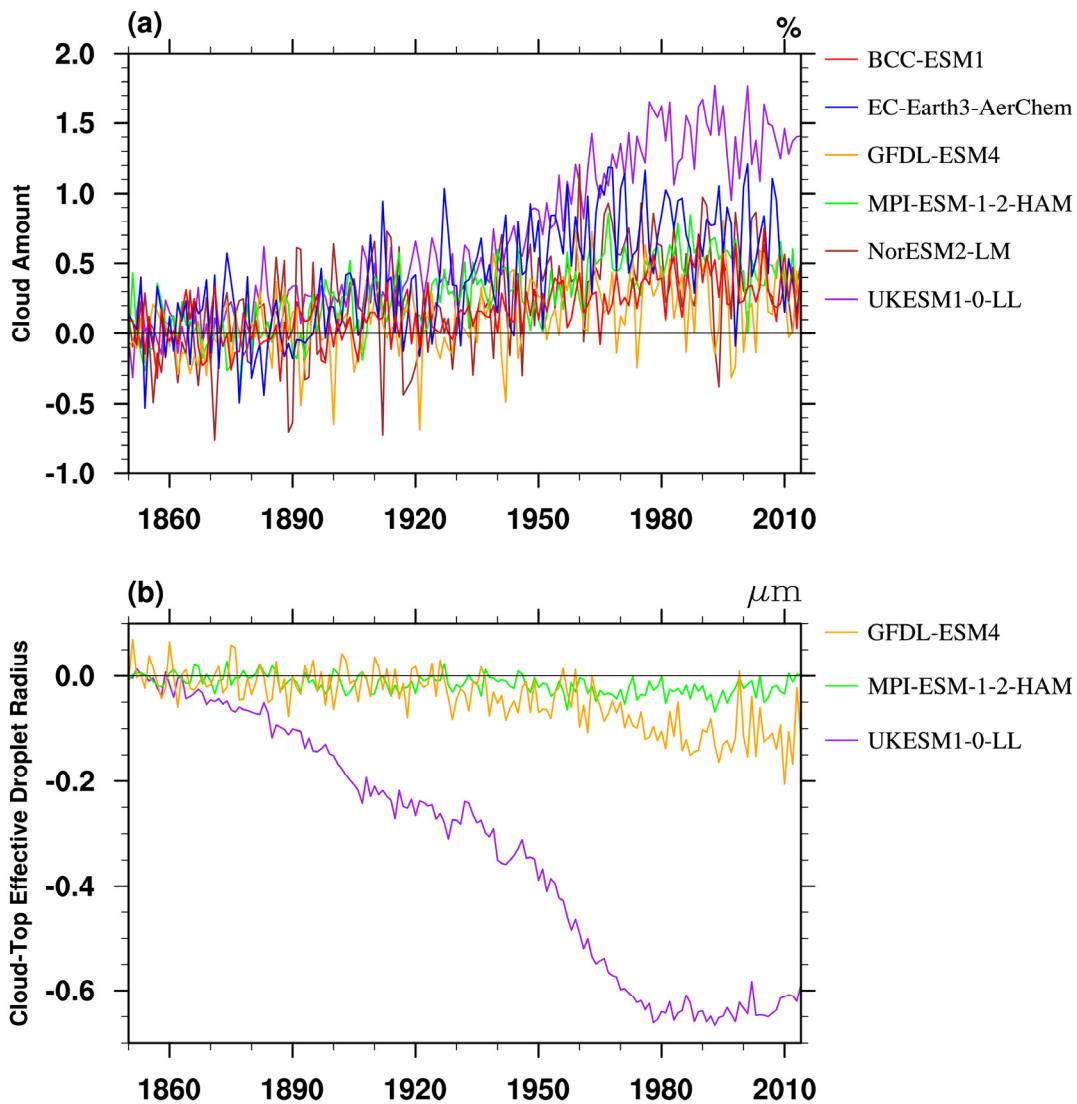 (a)
%
2.0
1.5
1.0
0.5
0.0
-0.5
-1.0
Cloud Amount
1860 1890 1920 1950 1980 2010
BCC-ESM1
EC-Earth3-AerChem
GFDL-ESM4
MPI-ESM-1-2-HAM
NorESM2-LM
UKESM1-0-LL
(b)
μm
0.0
-0.2
-0.4
-0.6
Cloud-Top Effective Droplet Radius
1860 1890 1920 1950 1980 2010
GFDL-ESM4
MPI-ESM-1-2-HAM
UKESM1-0-LL